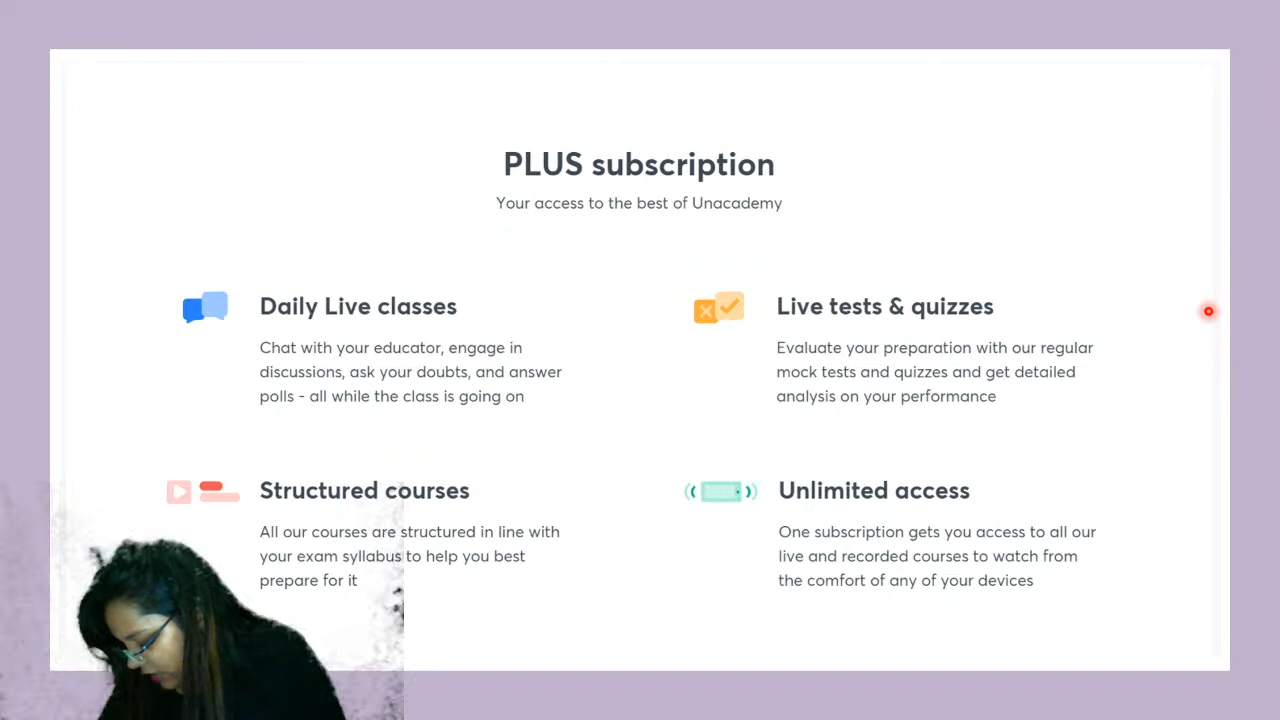 PLUS subscription
Your access to the best of Unacademy
Daily Live classes
Chat with your educator, engage in
discussions, ask your doubts, and answer
polls - all while the class is going on
Live tests & quizzes
Evaluate your preparation with our regular
mock tests and quizzes and get detailed
analysis on your performance
Structured courses
All our courses are structured in line with
your exam syllabus to help you best
prepare for it
Unlimited access
One subscription gets you access to all our
live and recorded courses to watch from
the comfort of any of your devices